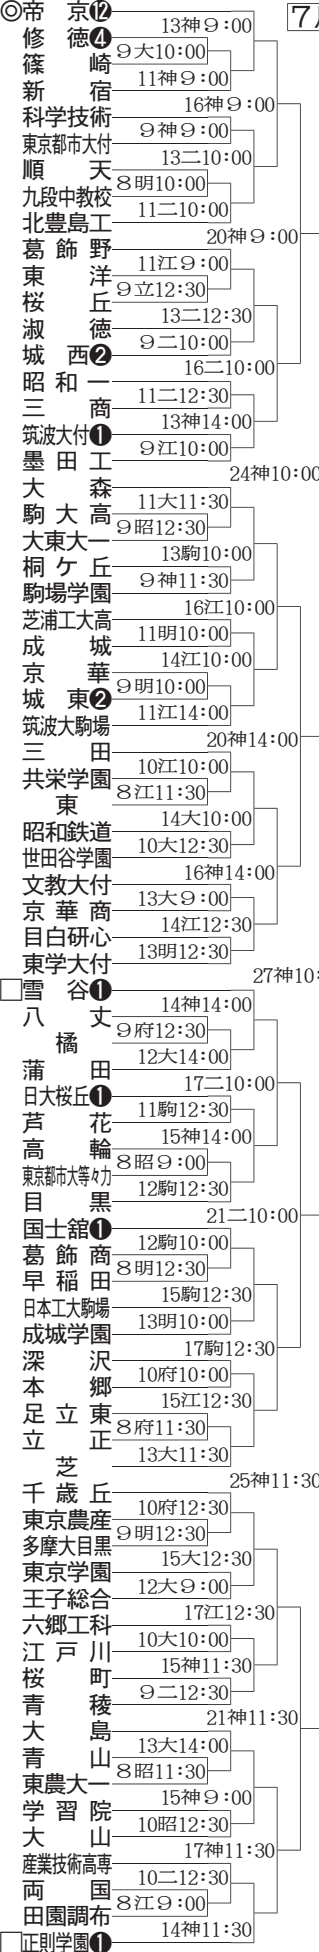 ◎帝京⓬
13神9:00
7
修徳❹
9大10:00
篠崎
11神9:00
新宿
16神9:00
科学技術
9神9:00
東京都市大付
13二10:00
順天
8明10:00
九段中教校
11二10:00
北豊島工
20神9:00
葛飾野
11江9:00
東洋
9立12:30
桜丘
13二12:30
淑徳
9二10:00
城西❷
16二10:00
昭和一
11二12:30
三商
13神14:00
筑波大付❶
9江10:00
墨田工
24神10:00
大森
11大11:30
駒大高
9昭12:30
大東大一
13駒10:00
桐ケ丘
9神11:30
駒場学園
16江10:00
芝浦工大高
11明10:00
成城
14江10:00
京華
9明10:00
城東❷
11江14:00
筑波大駒場
20神14:00
三田
10江10:00
共栄学園
8江11:30
東
14大10:00
昭和鉄道
10大12:30
世田谷学園
16神14:00
文教大付
13大9:00
京華商
14江12:30
目白研心
13明12:30
東学大付
27神10:
□雪谷❶
14神14:00
八丈
9府12:30
橘
12大14:00
蒲田
17二10:00
日大桜丘❶
11駒12:30
芦花
15神14:00
高輪
8昭9:00
東京都市大等々力
12駒12:30
目黒
21二10:00
国士舘❶
12駒10:00
葛飾商
8明12:30
早稲田
15駒12:30
日本工大駒場
13明10:00
成城学園
17駒12:30
深沢
10府10:00
本郷
15江12:30
足立東
8府11:30
立正
13大11:30
芝
25神11:30
千歳丘
10府12:30
東京農産
9明12:30
多摩大目黒
15大12:30
東京学園
12大9:00
王子総合
17江12:30
六郷工科
10大10:00
江戸川
15神11:30
桜町
9二12:30
青稜
21神11:30
大島
13大14:00
青山
8昭11:30
東農大一
15神9:00
学習院
10昭12:30
大山
17神11:30
産業技術高専
10二12:30
両国
8江9:00
田園調布
14神11:30
□正則学園❶